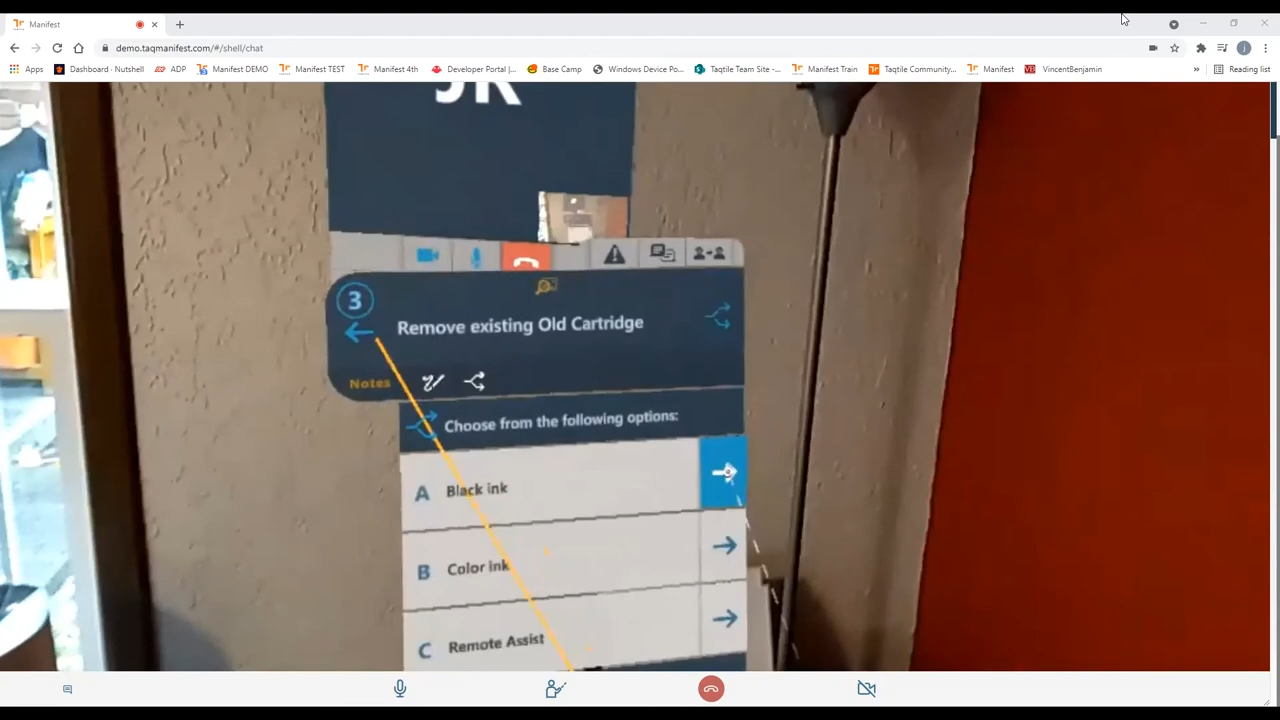 Manifest
demo.taqmanifest.com/#/shell/chat
Apps
Dashboard - Nutshell
ADP
Manifest DEMO
Manifest TEST
Manifest 4th
Developer Portal |...
Base Camp
Windows Device Po...
Taqtile Team Site -...
Manifest Train
Taqtile Community...
Manifest
VincentBenjamin
»
Reading list
JR
3
Remove existing Old Cartridge
Notes
Choose from the following options:
A Black ink
B Color ink
C Remote Assist